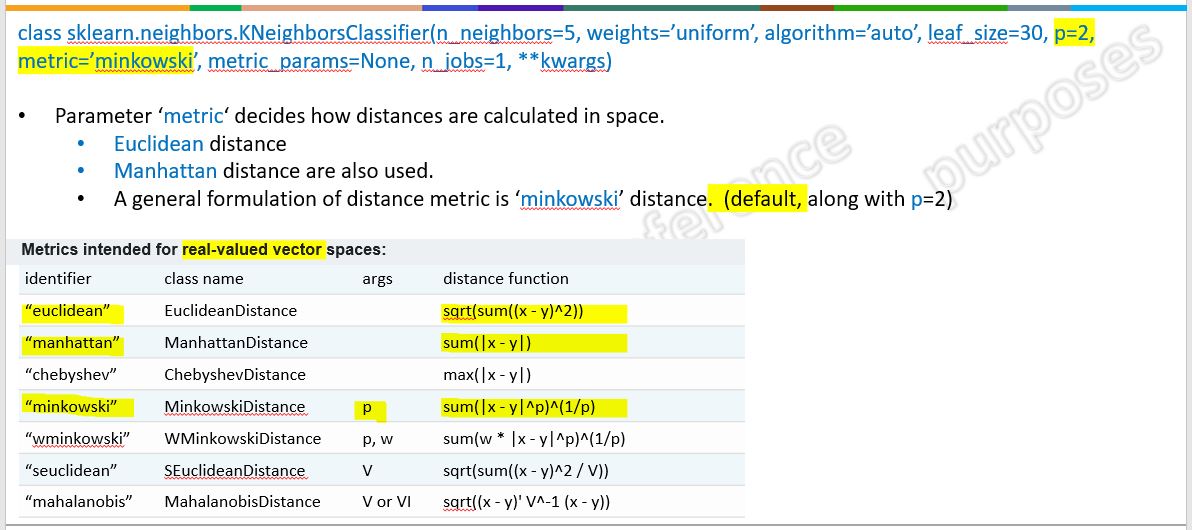 class sklearn.neighbors.KNeighborsClassifier(n_neighbors=5, weights=’uniform’, algorithm=’auto’, leaf_size=30, p=2,
metric=’minkowski’, metric_params=None, n_jobs=1, **kwargs)
• Parameter ‘metric‘ decides how distances are calculated in space.
• Euclidean distance
• Manhattan distance are also used.
• A general formulation of distance metric is ‘minkowski’ distance. (default, along with p=2)
ference purposes
Metrics intended for real-valued vector spaces:
identifier class name args distance function
“euclidean” EuclideanDistance sqrt(sum((x - y)^2))
“manhattan” ManhattanDistance sum(|x - y|)
“chebyshev” ChebyshevDistance max(|x - y|)
“minkowski” MinkowskiDistance p sum(|x - y|^p)^(1/p)
“wminkowski” WMinkowskiDistance p, w sum(w * |x - y|^p)^(1/p)
“seuclidean” SEuclideanDistance V sqrt(sum((x - y)^2 / V))
“mahalanobis” MahalanobisDistance V or VI sqrt((x - y)' V^-1 (x - y))